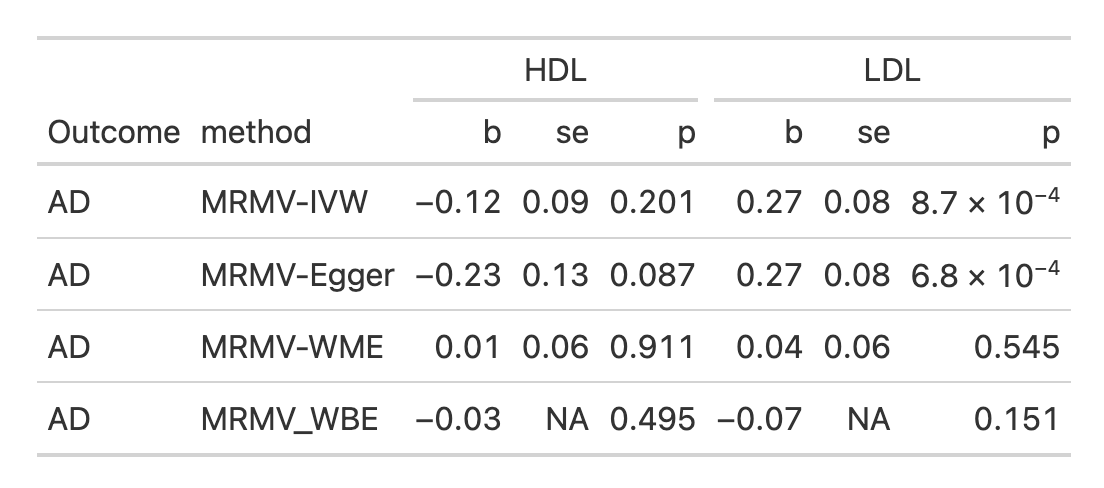 HDL LDL
Outcome method b se p b se p
AD MRMV-IVW −0.12 0.09 0.201 0.27 0.08 8.7 × 10⁻⁴
AD MRMV-Egger −0.23 0.13 0.087 0.27 0.08 6.8 × 10⁻⁴
AD MRMV-WME 0.01 0.06 0.911 0.04 0.06 0.545
AD MRMV_WBE −0.03 NA 0.495 −0.07 NA 0.151